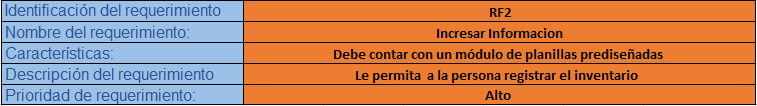 Identificación del requerimiento RF2
Nombre del requerimiento: Incresar Informacion
Características: Debe contar con un módulo de planillas prediseñadas
Descripción del requerimiento Le permita a la persona registrar el inventario
Prioridad de requerimiento: Alto